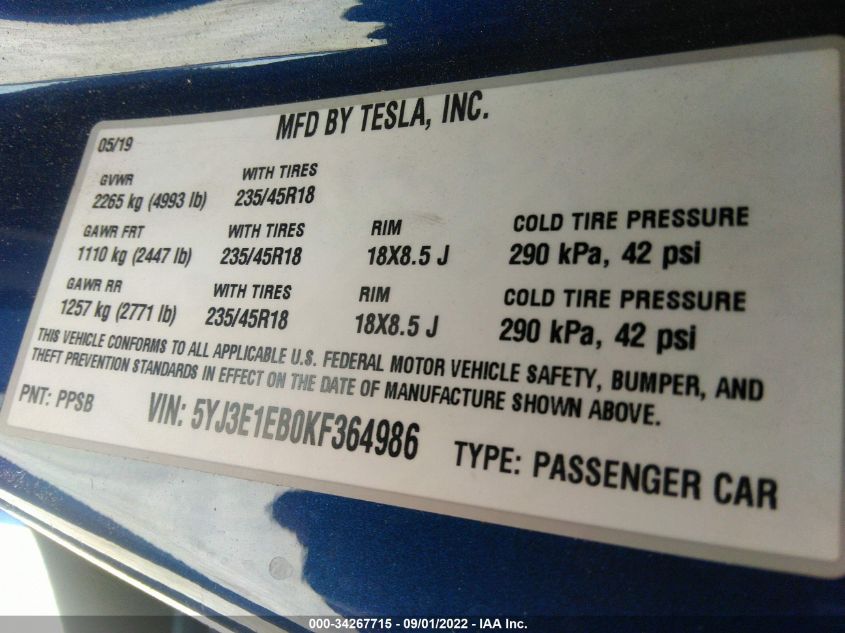 MFD BY TESLA, INC.
05/19
GVWR WITH TIRES
2265 kg (4993 lb) 235/45R18
GAWR FRT WITH TIRES RIM COLD TIRE PRESSURE
1110 kg (2447 lb) 235/45R18 18X8.5 J 290 kPa, 42 psi
GAWR RR WITH TIRES RIM COLD TIRE PRESSURE
1257 kg (2771 lb) 235/45R18 18X8.5 J 290 kPa, 42 psi
THIS VEHICLE CONFORMS TO ALL APPLICABLE U.S. FEDERAL MOTOR VEHICLE SAFETY, BUMPER, AND
THEFT PREVENTION STANDARDS IN EFFECT ON THE DATE OF MANUFACTURE SHOWN ABOVE.
PNT: PPSB VIN: 5YJ3E1EB0KF364986 TYPE: PASSENGER CAR
000-34267715 - 09/01/2022 - IAA Inc.